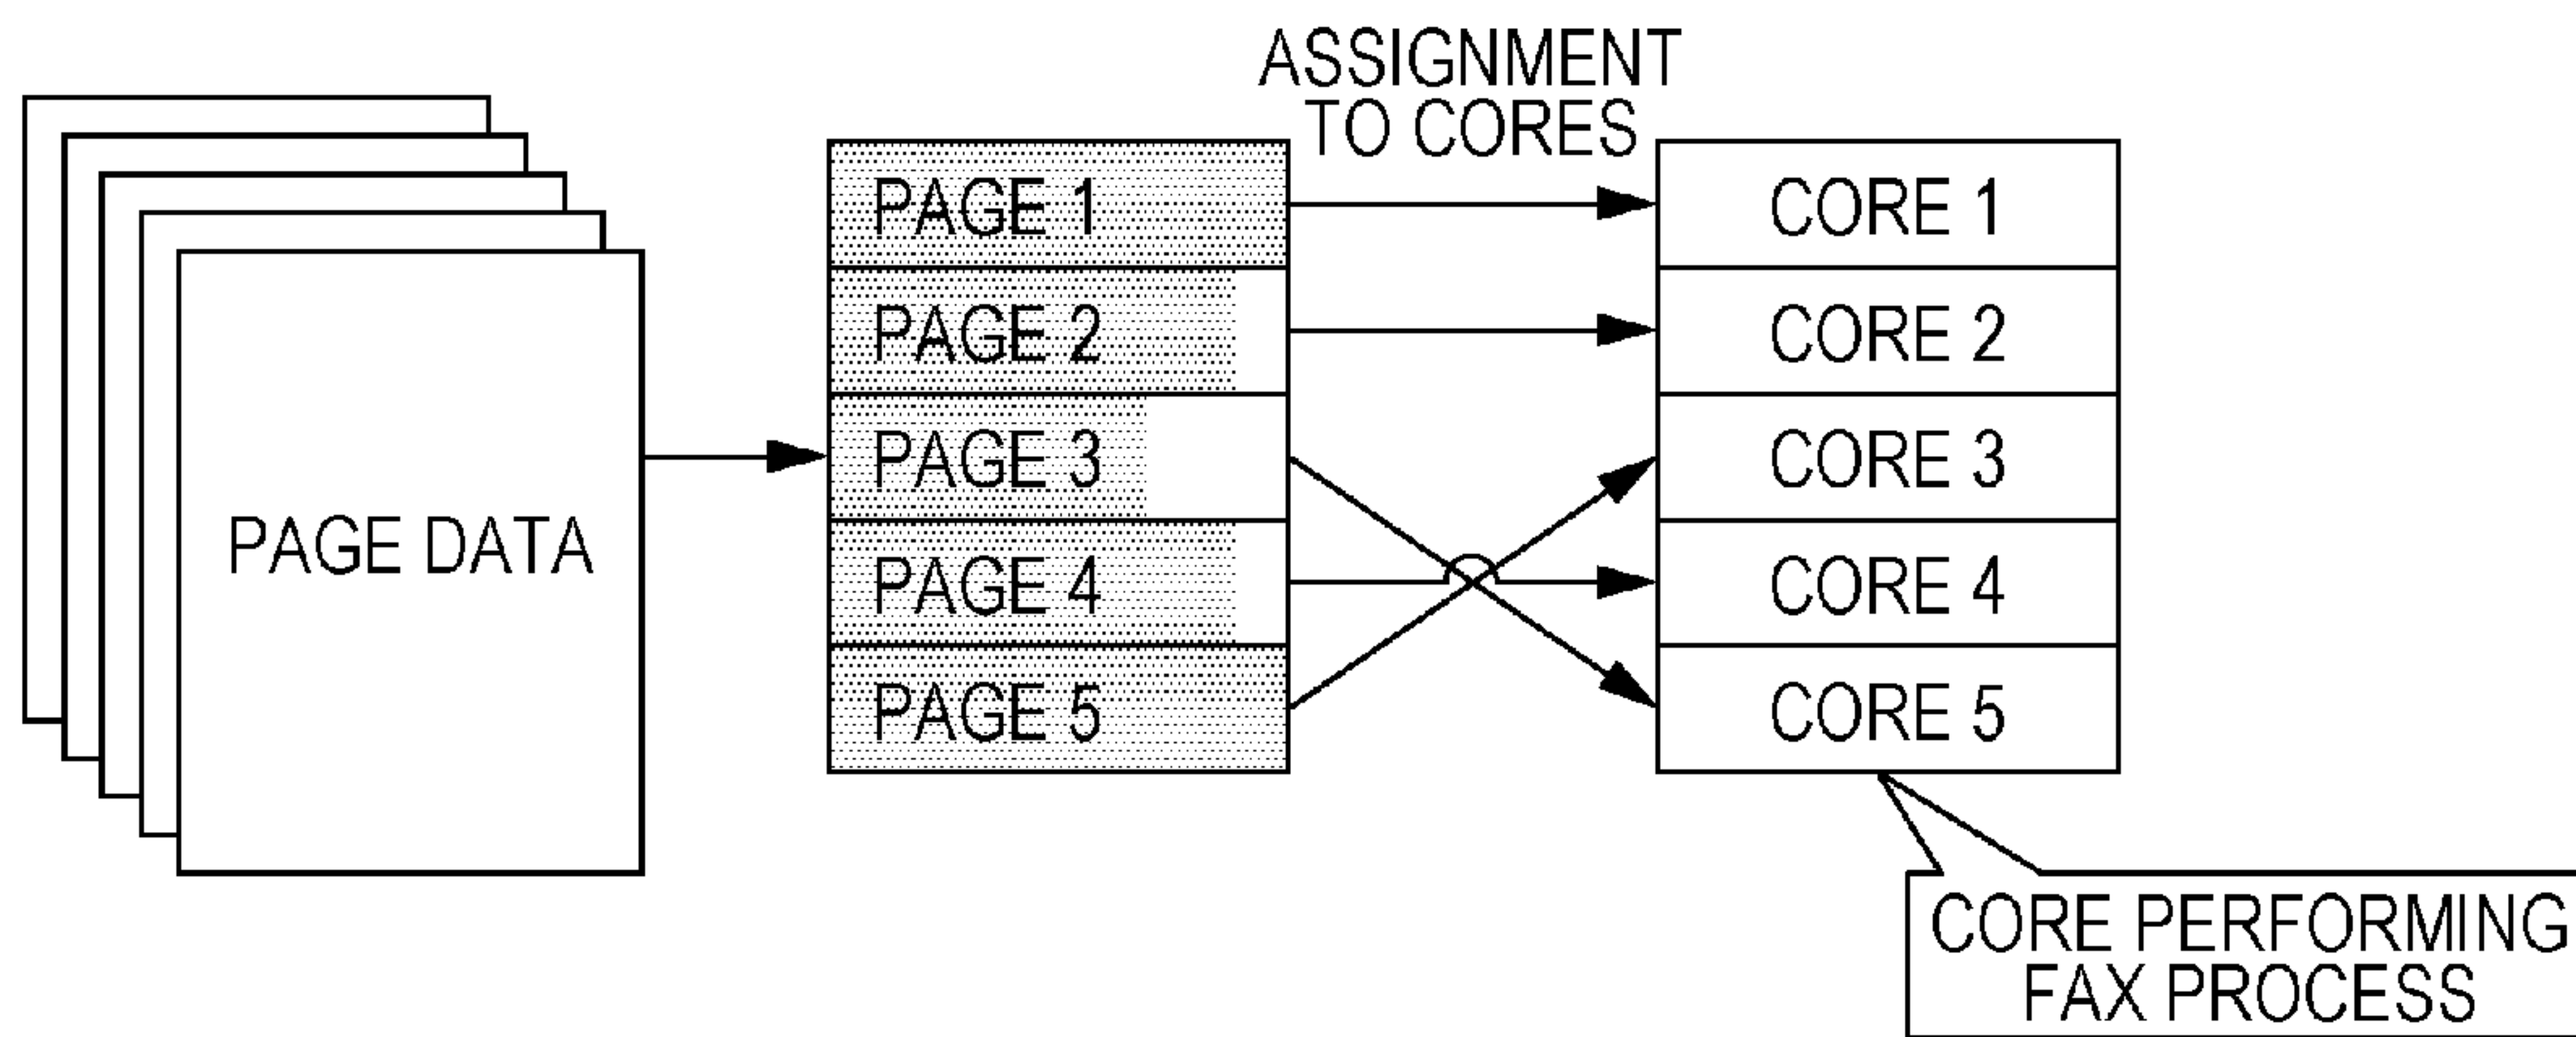 ASSIGNMENT
TO CORES
PAGE DATA
PAGE 1
PAGE 2
PAGE 3
PAGE 4
PAGE 5
CORE 1
CORE 2
CORE 3
CORE 4
CORE 5
CORE PERFORMING
FAX PROCESS